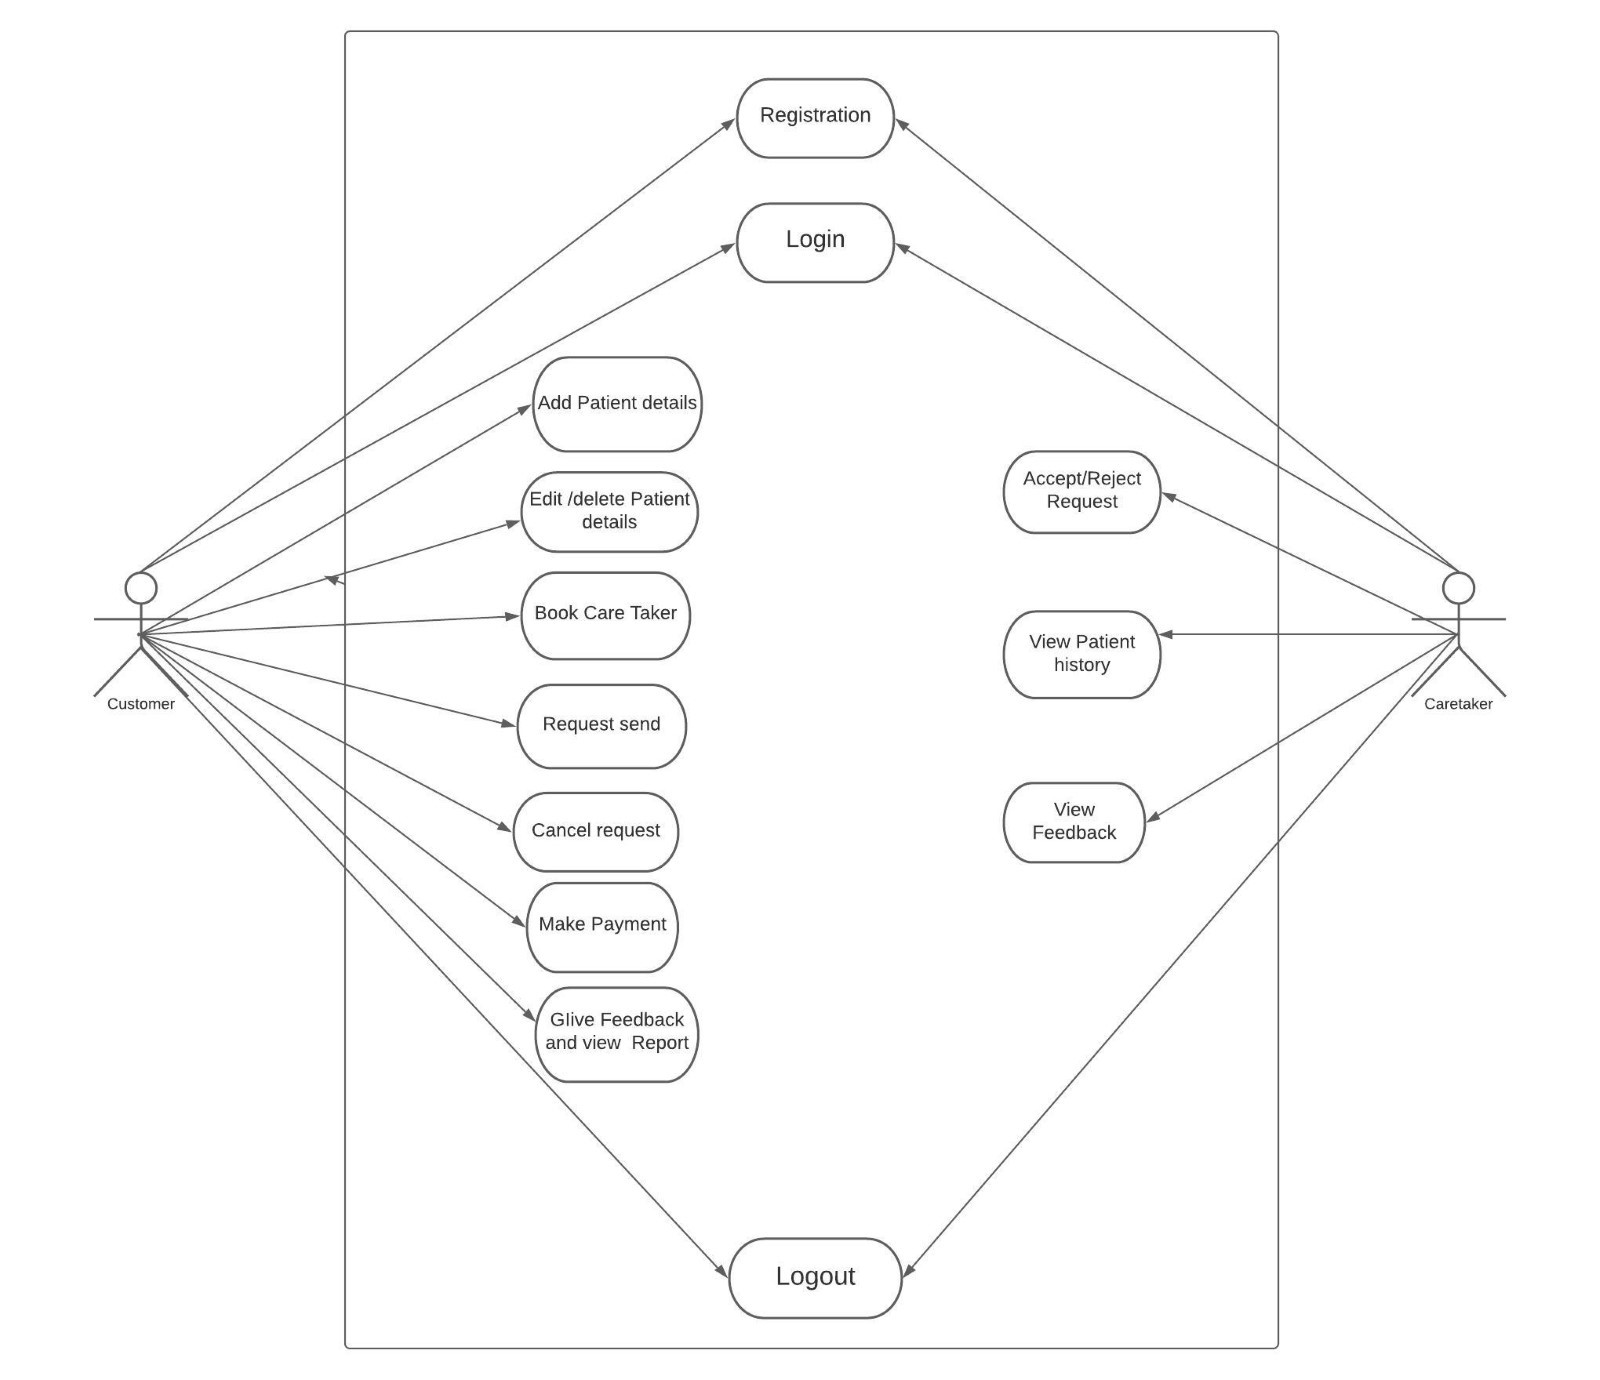 Registration
Login
Add Patient details
Edit /delete Patient
details
Accept/Reject
Request
Book Care Taker
View Patient
history
Customer
Caretaker
Request send
View
Feedback
Cancel request
Make Payment
GIive Feedback
and view  Report
Logout